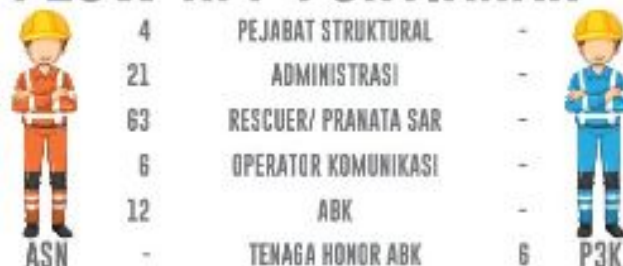 4 PEJABAT STRUKTURAL -
21 ADMINISTRASI -
63 RESCUER/ PRANATA SAR -
6 OPERATOR KOMUNIKASI -
12 ABK -
ASN - TENAGA HONOR ABK 6 P3K